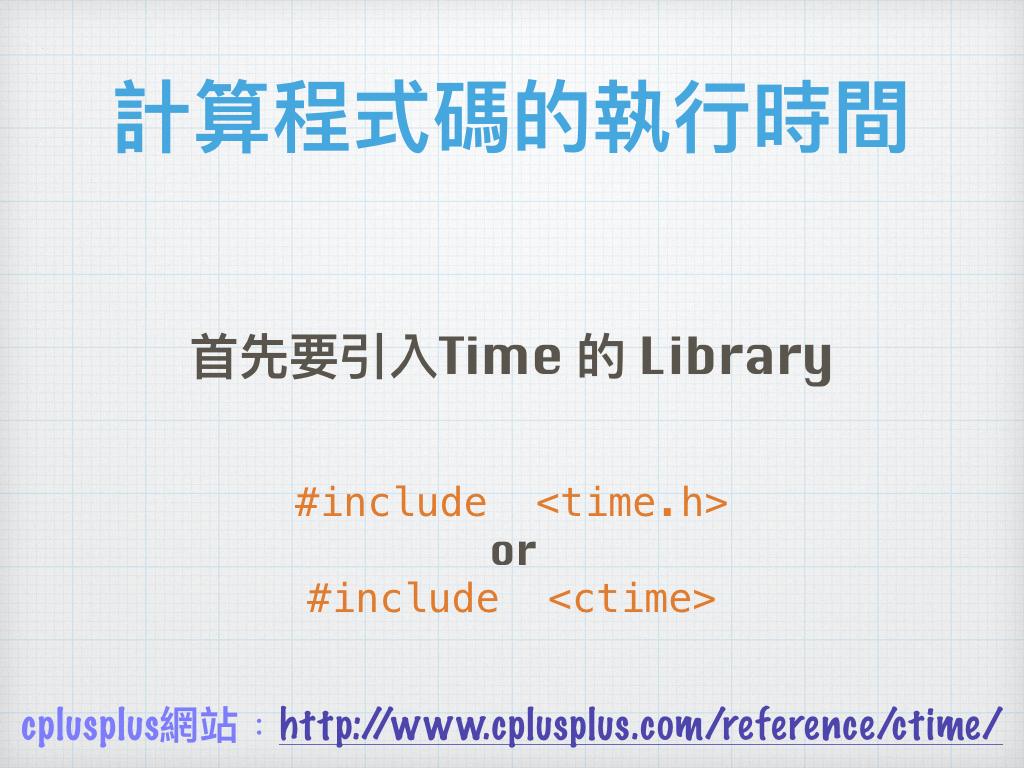 計算程式碼的執行時間
首先要引入Time 的 Library
#include  <time.h>
or
#include  <ctime>
cplusplus網站：http://www.cplusplus.com/reference/ctime/